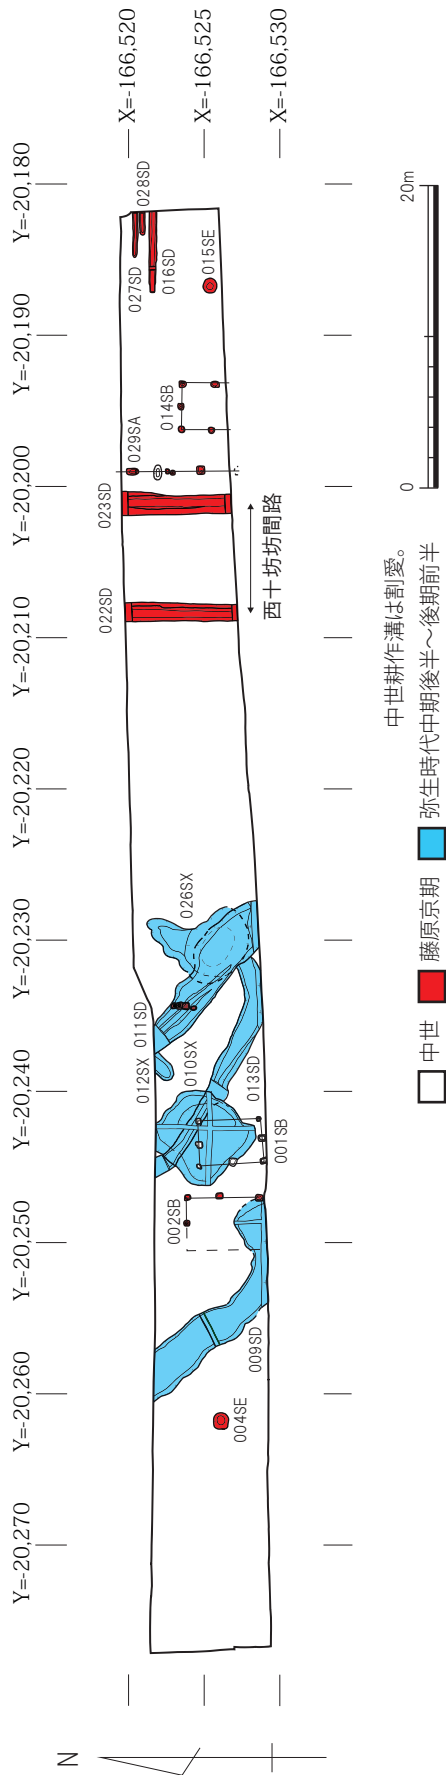 X=-166,520
X=-166,525
X=-166,530
Y=-20,180
Y=-20,190
Y=-20,200
Y=-20,210
Y=-20,220
Y=-20,230
Y=-20,240
Y=-20,250
Y=-20,260
Y=-20,270
028SD
027SD
016SD
015SE
014SB
029SA
023SD
022SD
西十坊坊間路
026SX
011SD
012SX
010SX
013SD
001SB
002SB
009SD
004SE
N
0
20m
中世耕作溝は割愛。
中世
藤原京期
弥生時代中期後半～後期前半